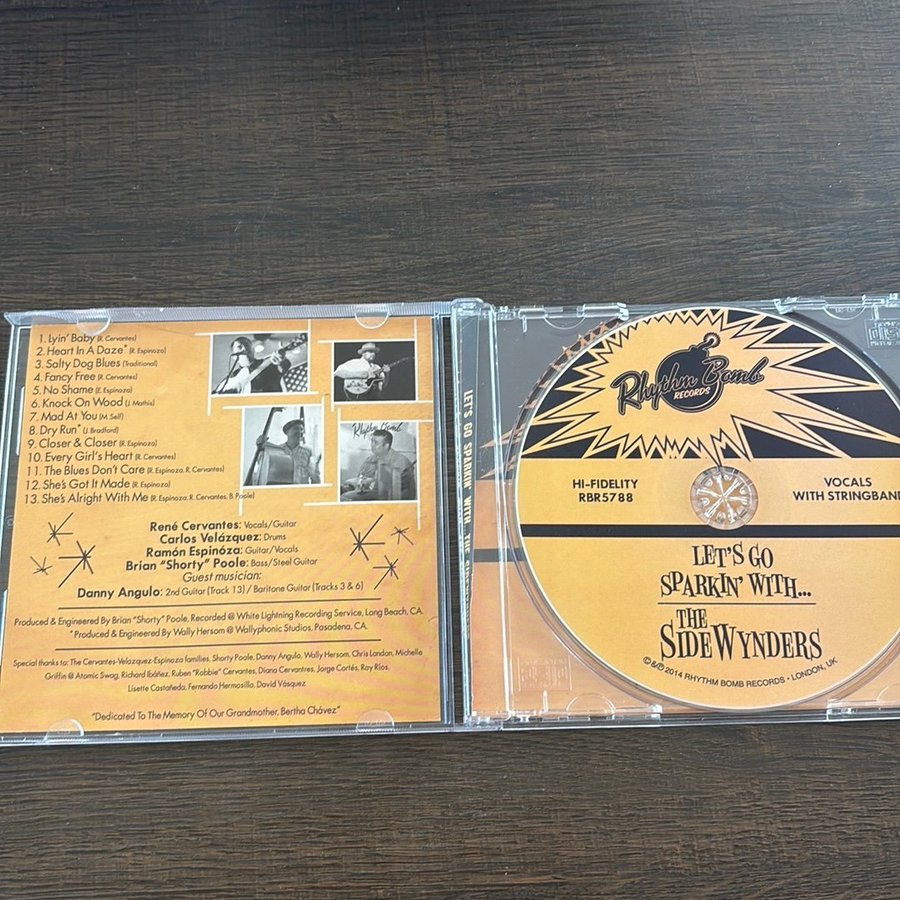 1. Lyin' Baby (R. Cervantes)
2. Heart In A Daze* (R. Espinozo)
3. Salty Dog Blues (Traditional)
4. Fancy Free (R. Cervantes)
5. No Shame (E. Espinoza)
6. Knock On Wood (J. Mathis)
7. Mad At You (M. Self)
8. Dry Run* (J. Bradford)
9. Closer & Closer (R. Espinozo)
10. Every Girl's Heart (R. Cervantes)
11. The Blues Don't Care (R. Espinoza, R. Cervantes)
12. She's Got It Made (R. Espinoza)
13. She's Alright With Me (R. Espinoza, R. Cervantes, B. Poole)
Rhythm Bomb
René Cervantes: Vocals/Guitar
Carlos Velázquez: Drums
Ramón Espinóza: Guitar/Vocals
Brian "Shorty" Poole: Bass/Steel Guitar
Guest musician:
Danny Angulo: 2nd Guitar (Track 13) / Baritone Guitar (Tracks 3 & 6)
Produced & Engineered By Brian "Shorty" Poole, Recorded @ White Lightning Recording Service, Long Beach, CA.
*Produced & Engineered By Wally Hersom @ Wallyphonic Studios, Pasadena, CA.
Special thanks to: The Cervantes-Velazquez-Espinoza families, Shorty Poole, Danny Angulo, Wally Hersom, Chris Landon, Michelle
Griffin @ Atomic Swag, Richard Ibáñez, Ruben "Robbie" Cervantes, Diana Cervantres, Jorge Cortés, Ray Ríos,
Lisette Castañeda, Fernando Hermosillo, David Vásquez
"Dedicated To The Memory Of Our Grandmother, Bertha Chávez"
LET'S GO SPARKIN' WITH THE
Rhythm Bomb
RECORDS
HI-FIDELITY
RBR5788
VOCALS
WITH STRINGBAND
LET'S GO
SPARKIN' WITH...
THE
SIDEWYNDERS
© & ℗ 2014 RHYTHM BOMB RECORDS • LONDON, UK